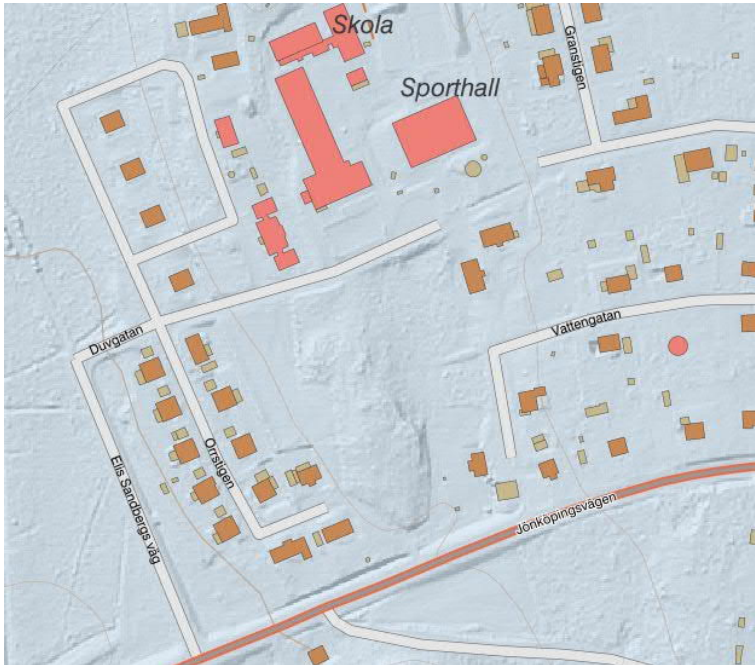 Skola
Granstigen
Sporthall
Duvgatan
Vattengatan
Orrstigen
Elis Sandbergs väg
Jönköpingsvägen